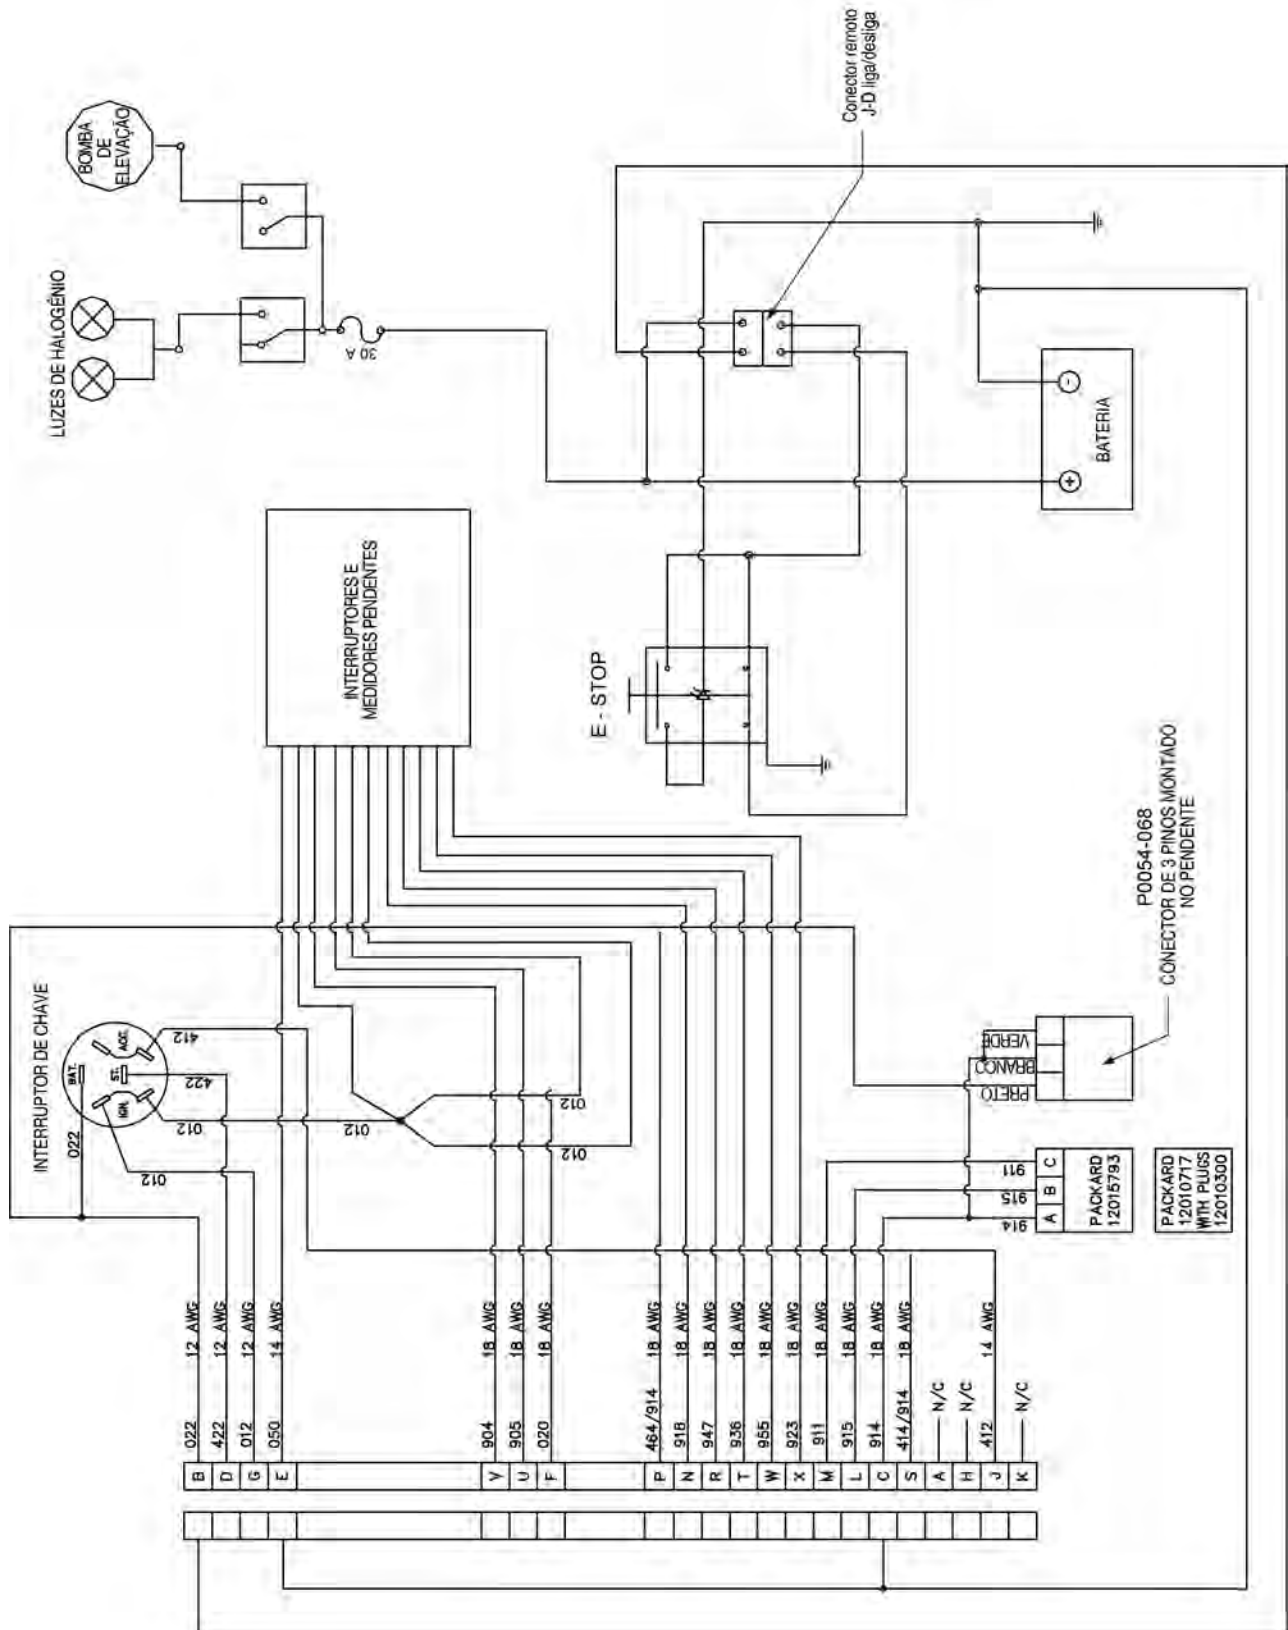 BOMBA
DE
ELEVAÇÃO
LUZES DE HALOGÊNIO
30 A
Conector remoto
J-D liga/desliga
INTERRUPTORES E
MEDIDORES PENDENTES
E - STOP
BATERIA
INTERRUPTOR DE CHAVE
BAT.
ACC.
ST.
IGN.
022
412
422
012
012
012
012
012
P0054-068
CONECTOR DE 3 PINOS MONTADO
NO PENDENTE
VERDE
BRANCO
PRETO
911
915
914
A B C
PACKARD
12015793
PACKARD
12010717
WITH PLUGS
12010300
B 022 12 AWG
D 422 12 AWG
G 012 12 AWG
E 050 14 AWG
V 904 18 AWG
U 905 18 AWG
F 020 18 AWG
P 464/914 18 AWG
N 918 18 AWG
R 947 18 AWG
T 936 18 AWG
W 955 18 AWG
X 923 18 AWG
M 911 18 AWG
L 915 18 AWG
C 914 18 AWG
S 414/914 18 AWG
A N/C
H N/C
J 412 14 AWG
K N/C